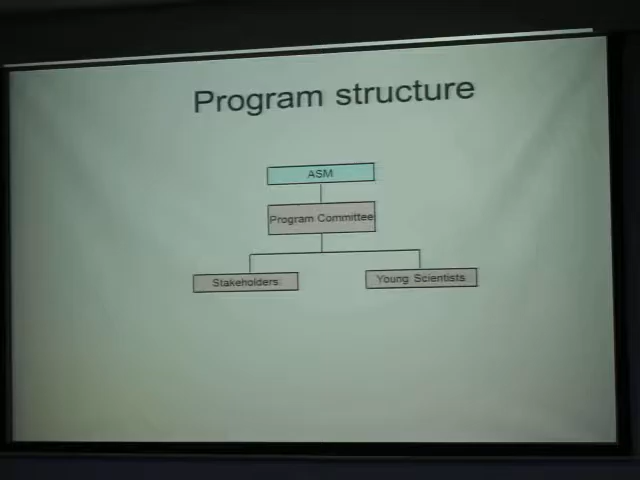 Program structure
ASM
Program Committee
Stakeholders
Young Scientists